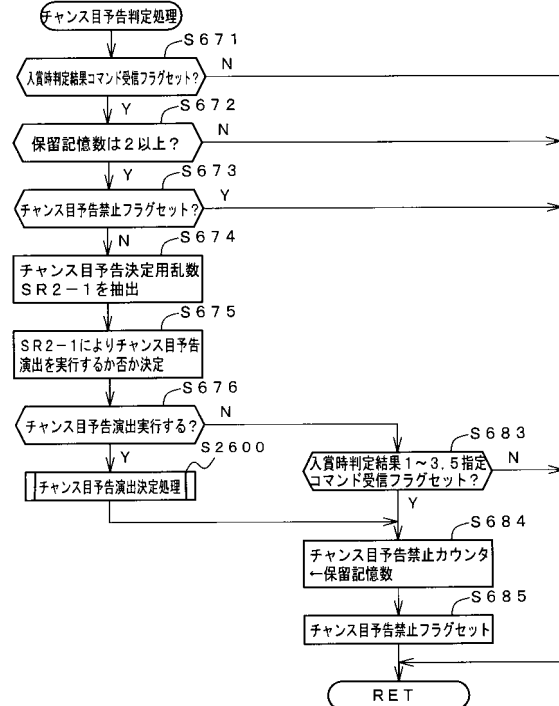 チャンス目予告判定処理
S671
入賞時判定結果コマンド受信フラグセット?
N
Y
S672
保留記憶数は2以上?
N
Y
S673
チャンス目予告禁止フラグセット?
Y
N
S674
チャンス目予告決定用乱数
SR2-1を抽出
S675
SR2-1によりチャンス目予告
演出を実行するか否か決定
S676
チャンス目予告演出実行する?
N
Y
S2600
チャンス目予告演出決定処理
S683
入賞時判定結果1~3,5指定
コマンド受信フラグセット?
N
Y
S684
チャンス目予告禁止カウンタ
←保留記憶数
S685
チャンス目予告禁止フラグセット
RET